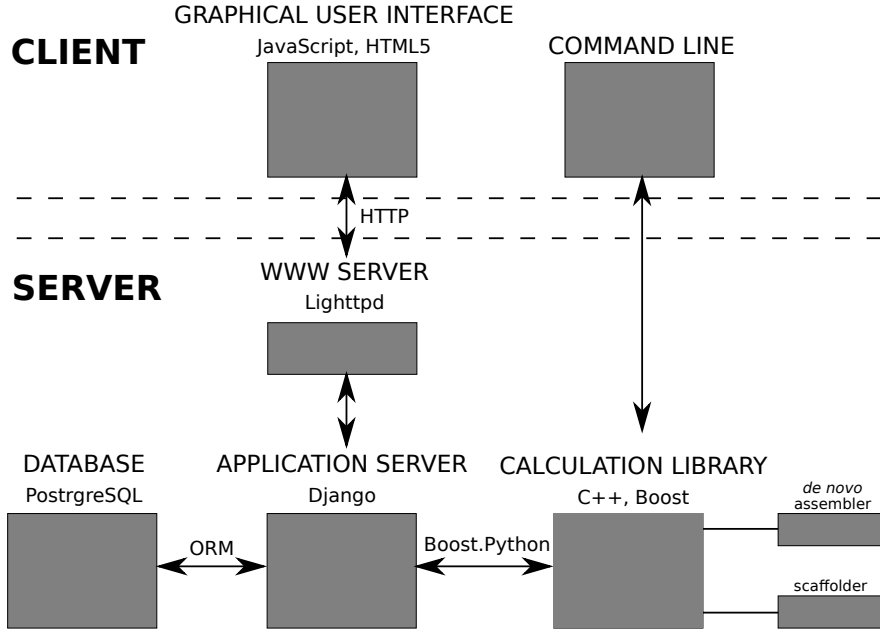 GRAPHICAL USER INTERFACE
JavaScript, HTML5
CLIENT
COMMAND LINE
HTTP
WWW SERVER
SERVER
Lighttpd
DATABASE
PostrgreSQL
APPLICATION SERVER
Django
CALCULATION LIBRARY
C++, Boost
de novo
assembler
ORM
Boost.Python
scaffolder